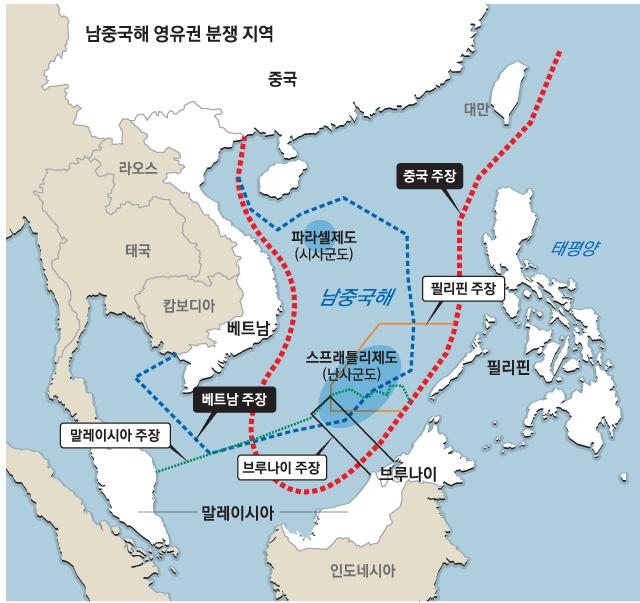 남중국해 영유권 분쟁 지역
중국
대만
라오스
중국 주장
파라셀제도
(시사군도)
태평양
태국
남중국해
필리핀 주장
캄보디아
베트남
스프래틀리제도
(난사군도)
필리핀
베트남 주장
말레이시아 주장
브루나이 주장
브루나이
말레이시아
인도네시아